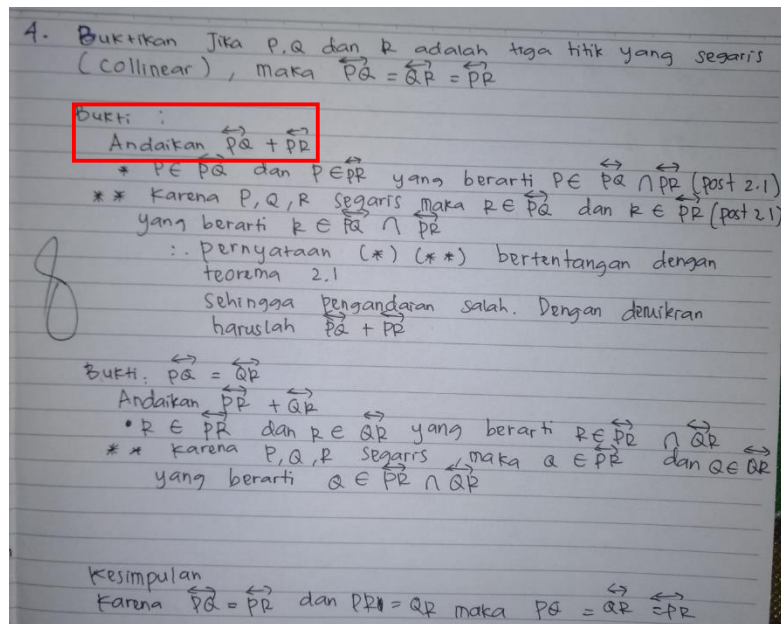 4. Buktikan Jika P,Q dan R adalah tiga titik yang segaris
(collinear), maka ↔PQ = ↔QR = ↔PR
Bukti :
Andaikan ↔PQ + ↔PR
* P∈ ↔PQ dan P∈↔PR yang berarti P∈ ↔PQ ∩ ↔PR (post 2.1)
** Karena P, Q, R segaris maka R∈ ↔PQ dan R ∈ ↔PR (post 2.1)
yang berarti R ∈ ↔PQ ∩ ↔PR
∴ pernyataan (*) (**) bertentangan dengan
teorema 2.1
Sehingga pengandaian salah. Dengan demikian
haruslah ↔PQ + ↔PR
8
Bukti: ↔PQ = ↔QR
Andaikan ↔PR + ↔QR
• R ∈ ↔PR dan R ∈ ↔QR yang berarti R∈ ↔PR ∩ ↔QR
** Karena P,Q,R segaris, maka Q ∈ ↔PR dan Q∈ ↔QR
yang berarti Q ∈ ↔PR ∩ ↔QR
Kesimpulan
Karena ↔PQ = ↔PR dan PR = QR maka PQ = ↔QR = ↔PR